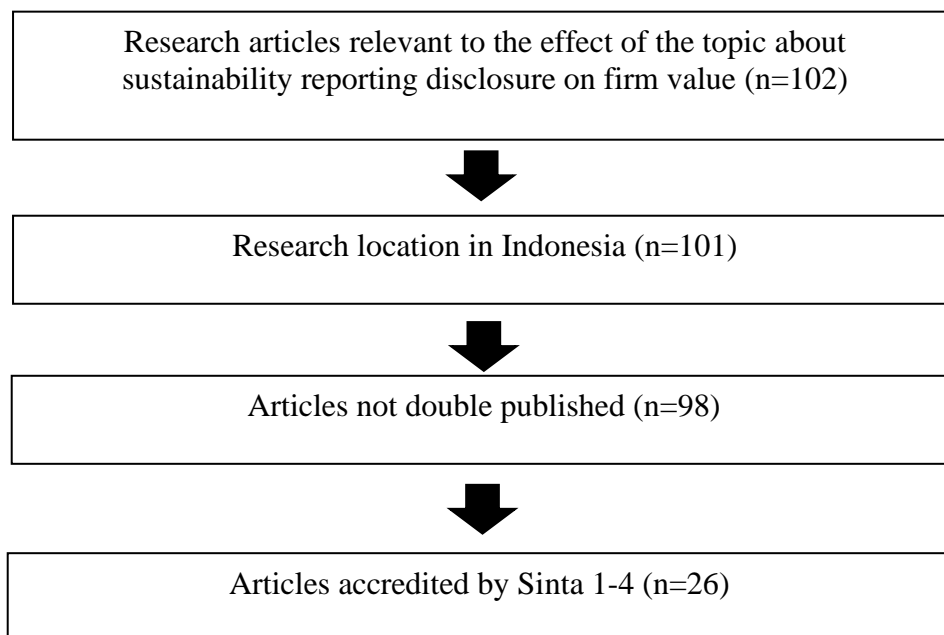 Research articles relevant to the effect of the topic about
sustainability reporting disclosure on firm value (n=102)
Research location in Indonesia (n=101)
Articles not double published (n=98)
Articles accredited by Sinta 1-4 (n=26)